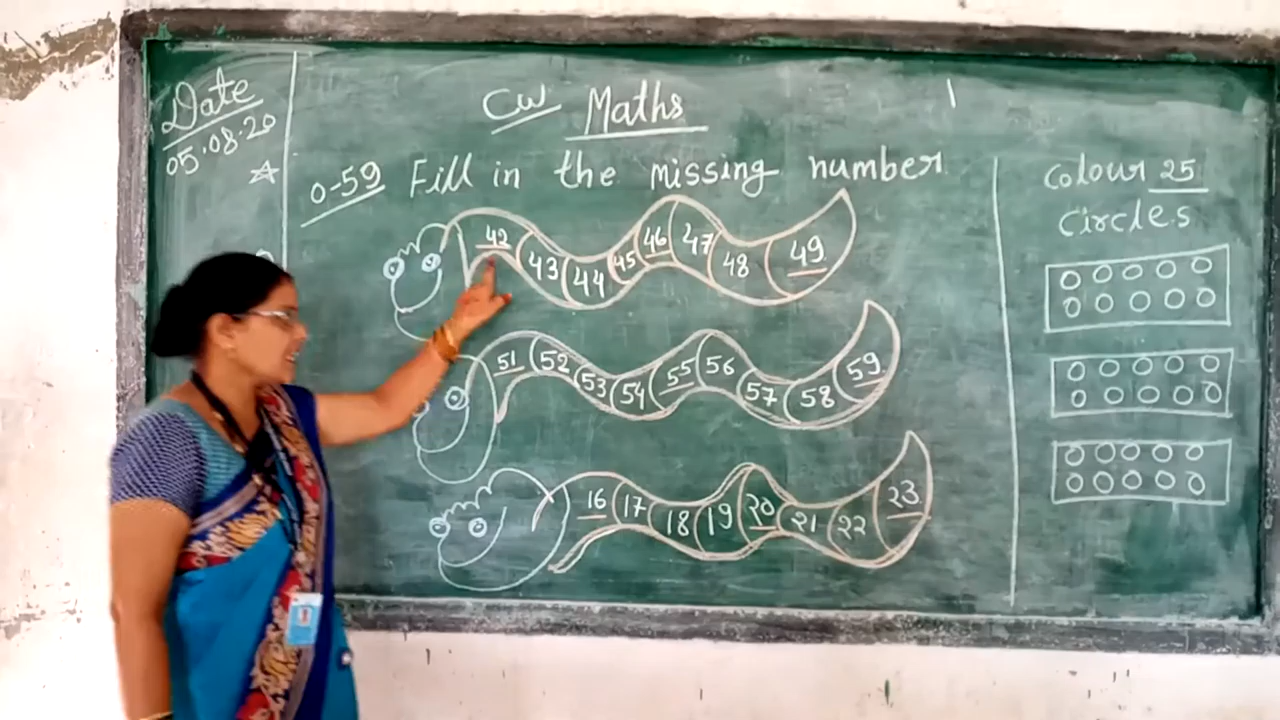 Date
05.08.20
CW Maths
0-59 Fill in the missing number
42 43 44 45 46 47 48 49
51 52 53 54 55 56 57 58 59
16 17 18 19 20 21 22 23
Colour 25
Circles